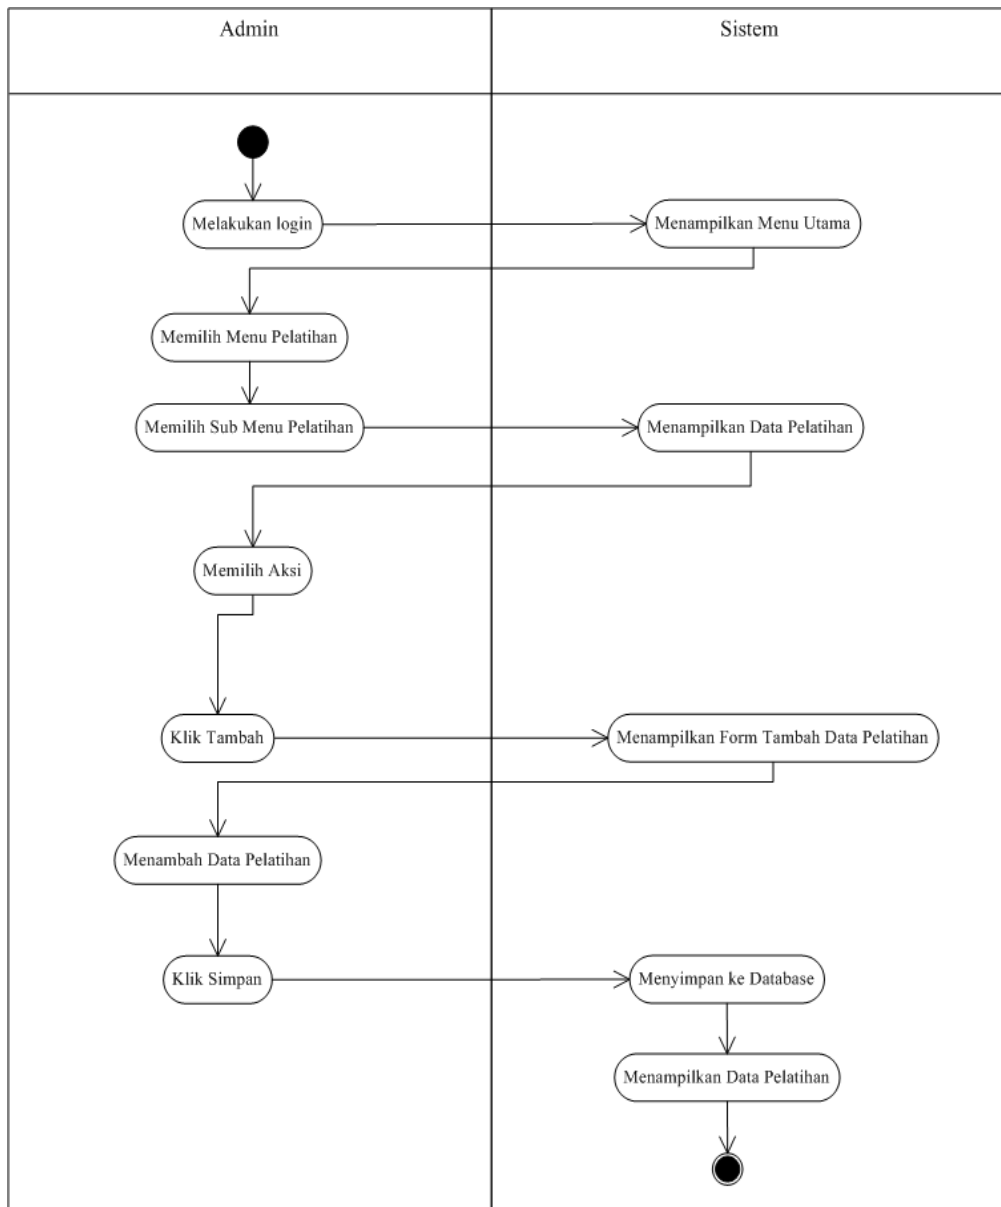 Admin
Sistem
Melakukan login
Menampilkan Menu Utama
Memilih Menu Pelatihan
Memilih Sub Menu Pelatihan
Menampilkan Data Pelatihan
Memilih Aksi
Klik Tambah
Menampilkan Form Tambah Data Pelatihan
Menambah Data Pelatihan
Klik Simpan
Menyimpan ke Database
Menampilkan Data Pelatihan